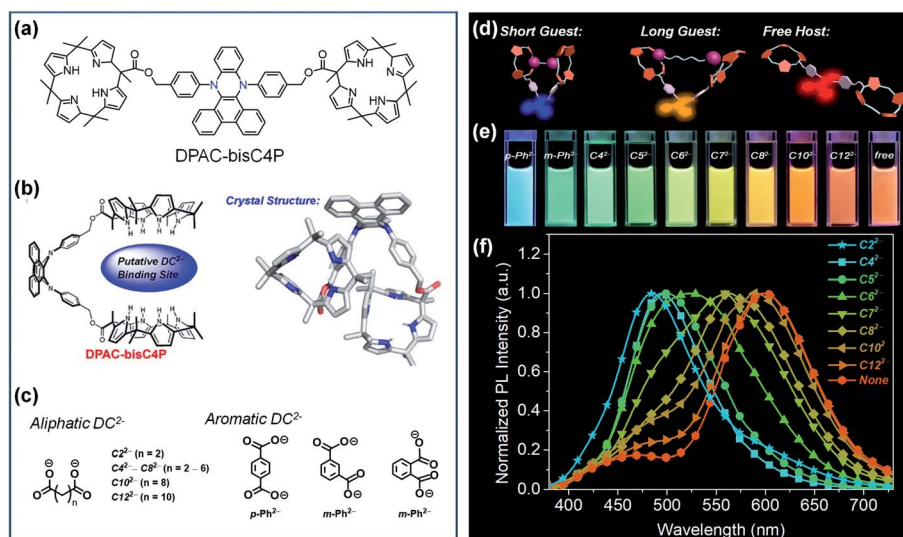 (a)
NH
N
HN
NH
O
O
N
N
O
O
HN
N
HN
NH
DPAC-bisC4P
(b)
Putative DC²⁻
Binding Site
DPAC-bisC4P
Crystal Structure:
(c)
Aliphatic DC²⁻
Aromatic DC²⁻
C2²⁻ (n = 2)
C4²⁻– C8²⁻ (n = 2 – 6)
C10²⁻ (n = 8)
C12²⁻ (n = 10)
p-Ph²⁻
m-Ph²⁻
m-Ph²⁻
(d)
Short Guest:
Long Guest:
Free Host:
(e)
p-Ph²⁻
m-Ph²⁻
C4²⁻
C5²⁻
C6²⁻
C7²⁻
C8²⁻
C10²⁻
C12²⁻
free
(f)
Normalized PL Intensity (a.u.)
1.0
0.8
0.6
0.4
0.2
0.0
C2²⁻
C4²⁻
C5²⁻
C6²⁻
C7²⁻
C8²⁻
C10²
C12²⁻
None
400 450 500 550 600 650 700
Wavelength (nm)